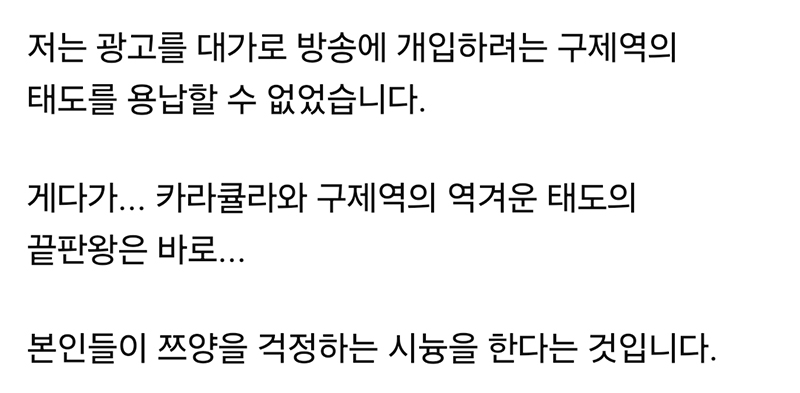 저는 광고를 대가로 방송에 개입하려는 구제역의
태도를 용납할 수 없었습니다.
게다가... 카라큘라와 구제역의 역겨운 태도의
끝판왕은 바로...
본인들이 쯔양을 걱정하는 시늉을 한다는 것입니다.